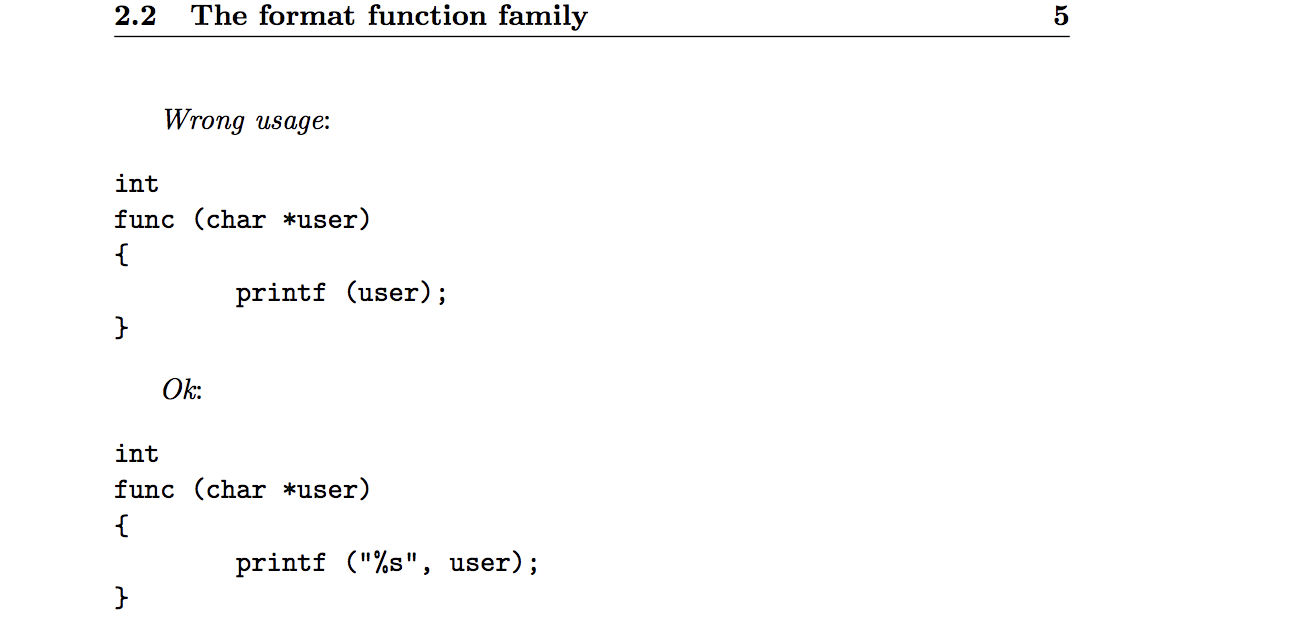 2.2 The format function family 5
Wrong usage:
int
func (char *user)
{
printf (user);
}
Ok:
int
func (char *user)
{
printf ("%s", user);
}